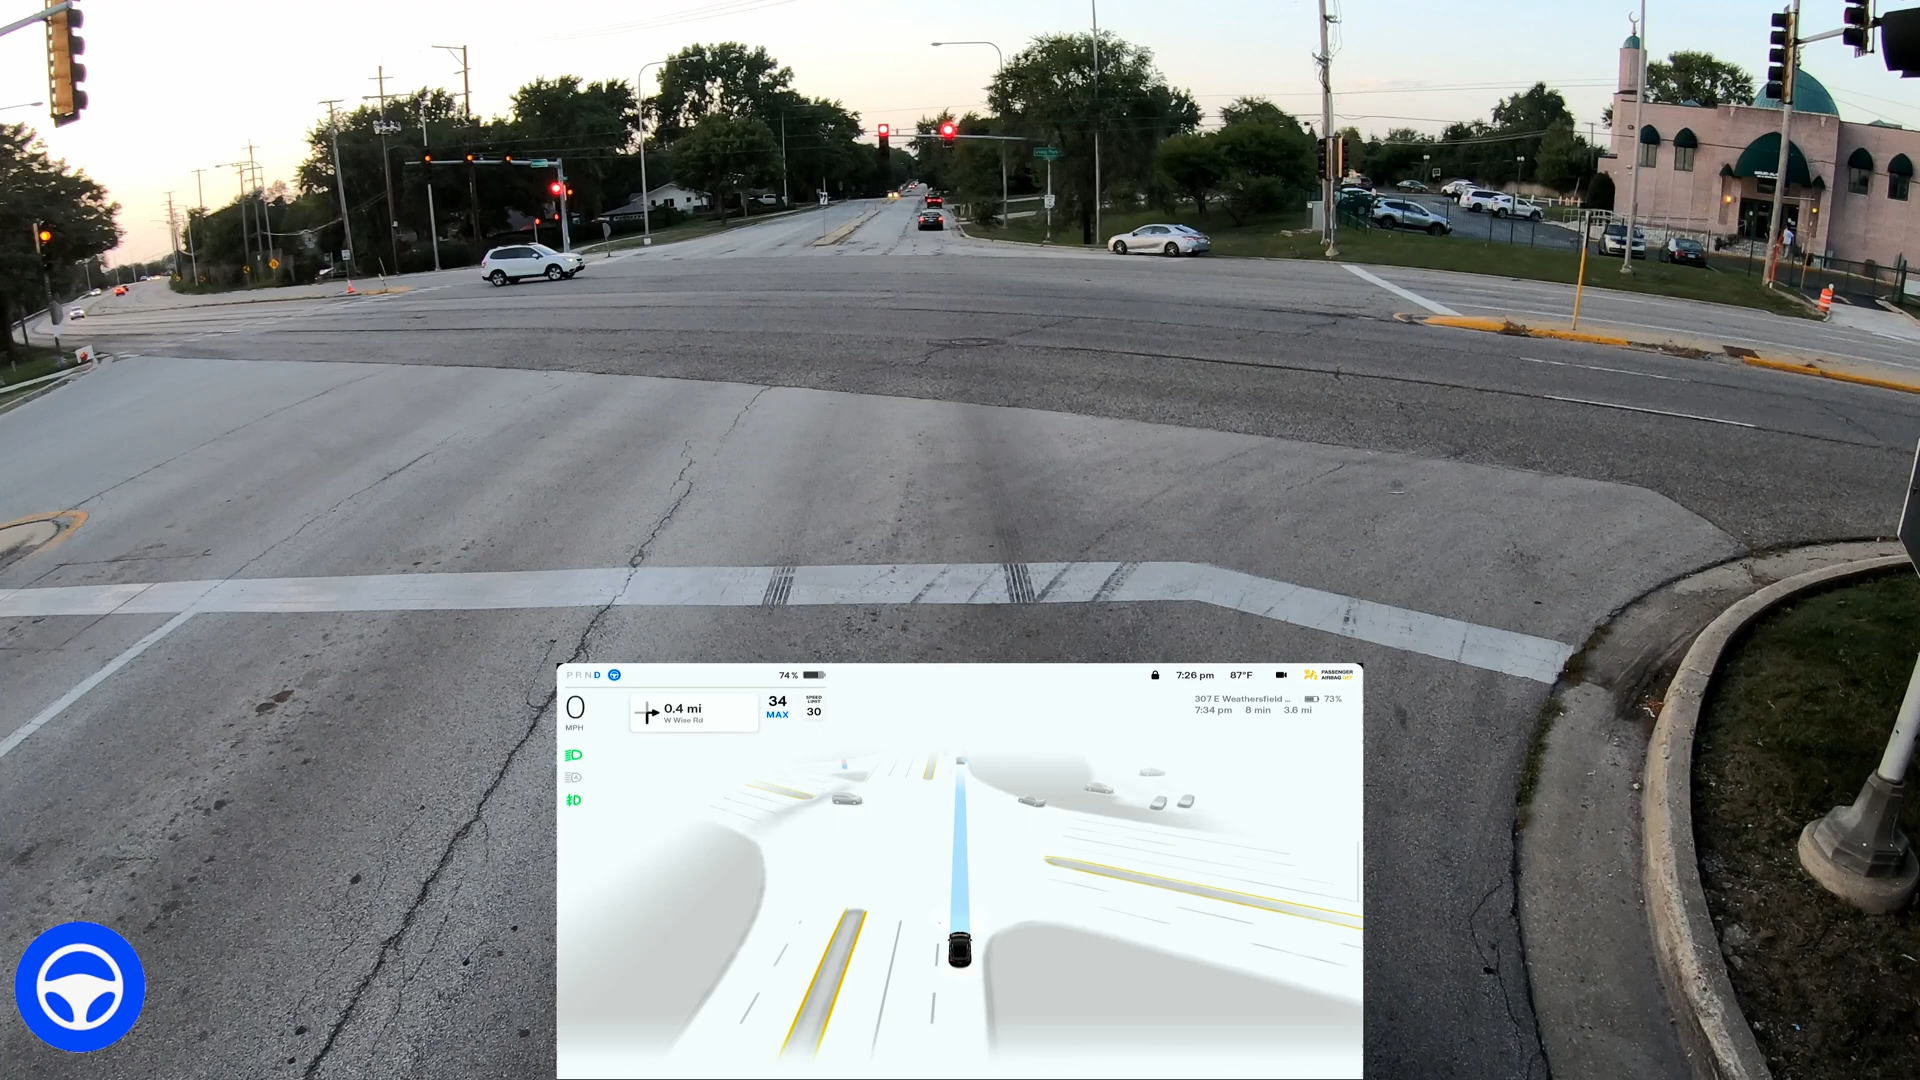 PRND
74%
7:26 pm
87°F
PASSENGER
AIRBAG OFF
0
MPH
0.4 mi
W Wise Rd
34
MAX
SPEED
LIMIT
30
307 E Weathersfield ...
73%
7:34 pm 8 min 3.6 mi